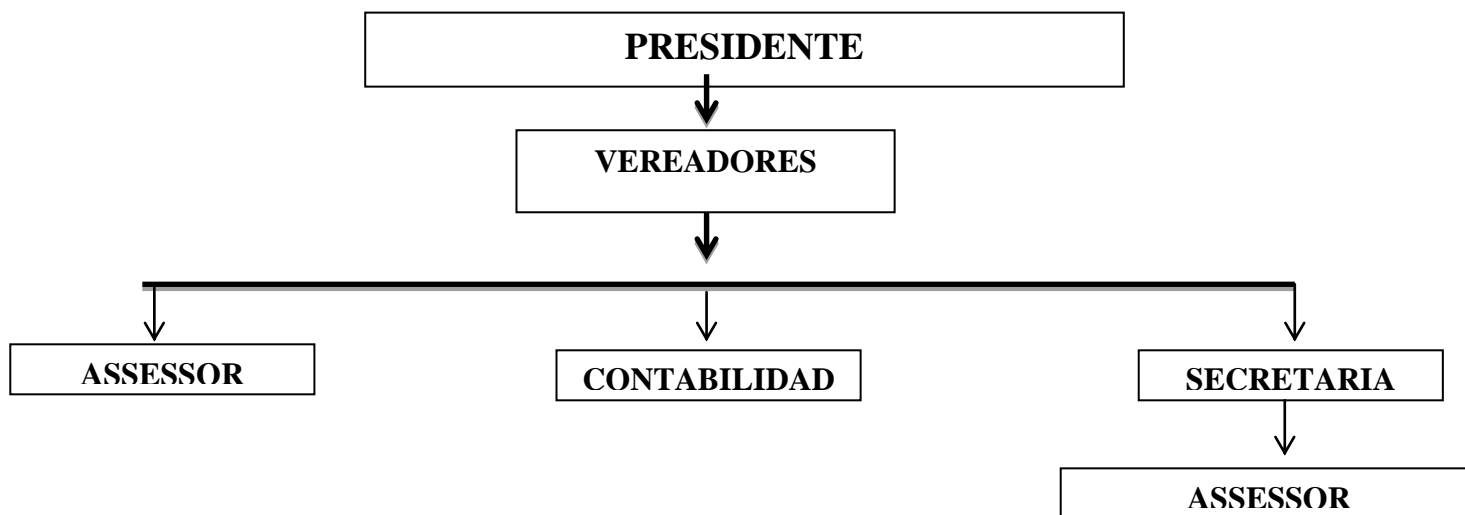 PRESIDENTE
VEREADORES
ASSESSOR
CONTABILIDAD
SECRETARIA
ASSESSOR